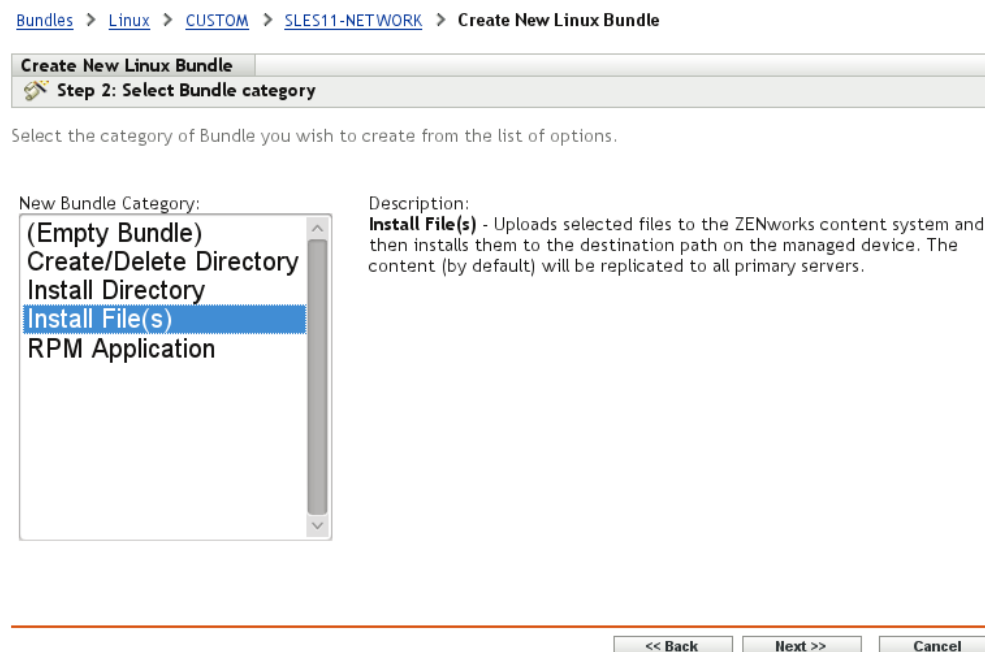 Bundles > Linux > CUSTOM > SLES11-NETWORK > Create New Linux Bundle
Create New Linux Bundle
Step 2: Select Bundle category
Select the category of Bundle you wish to create from the list of options.
New Bundle Category:
(Empty Bundle)
Create/Delete Directory
Install Directory
Install File(s)
RPM Application
Description:
Install File(s) - Uploads selected files to the ZENworks content system and
then installs them to the destination path on the managed device. The
content (by default) will be replicated to all primary servers.
<< Back Next >> Cancel